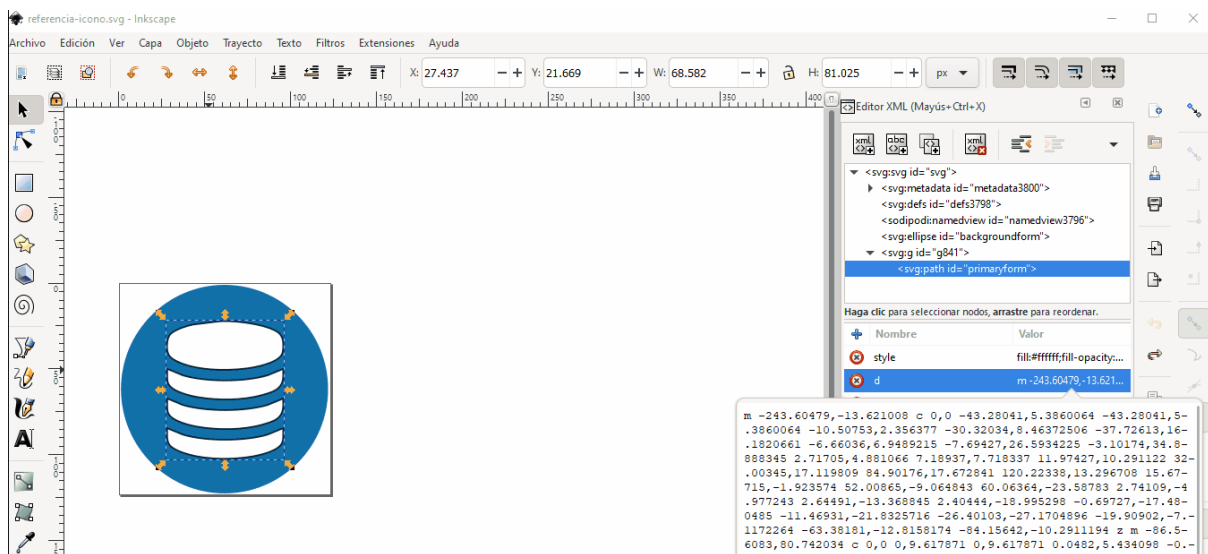 referencia-icono.svg - Inkscape
Archivo Edición Ver Capa Objeto Trayecto Texto Filtros Extensiones Ayuda
X: 27.437 Y: 21.669 W: 68.582 H: 81.025 px
0 50 100 150 200 250 300 350 400
Editor XML (Mayús+Ctrl+X)
<svg:svg id="svg">
<svg:metadata id="metadata3800">
<svg:defs id="defs3798">
<sodipodi:namedview id="namedview3796">
<svg:ellipse id="backgroundform">
<svg:g id="g841">
<svg:path id="primaryform">
Haga clic para seleccionar nodos, arrastre para reordenar.
Nombre Valor
style fill:#ffffff;fill-opacity:...
d m -243.60479,-13.621...
m -243.60479,-13.621008 c 0,0 -43.28041,5.3860064 -43.28041,5-
.3860064 -10.50753,2.356377 -30.32034,8.46372506 -37.72613,16-
.1820661 -6.66036,6.9489215 -7.69427,26.5934225 -3.10174,34.8-
888345 2.71705,4.881066 7.18937,7.718337 11.97427,10.291122 32-
.00345,17.119809 84.90176,17.672841 120.22338,13.296708 15.67-
715,-1.923574 52.00865,-9.064843 60.06364,-23.58783 2.74109,-4
.977243 2.64491,-13.368845 2.40444,-18.995298 -0.69727,-17.48-
0485 -11.46931,-21.8325716 -26.40103,-27.1704896 -19.90902,-7.-
1172264 -63.38181,-12.8158174 -84.15642,-10.2911194 z m -86.5-
6083,80.742034 c 0,0 0,9.617871 0,9.617871 0.0482,5.434098 -0.-